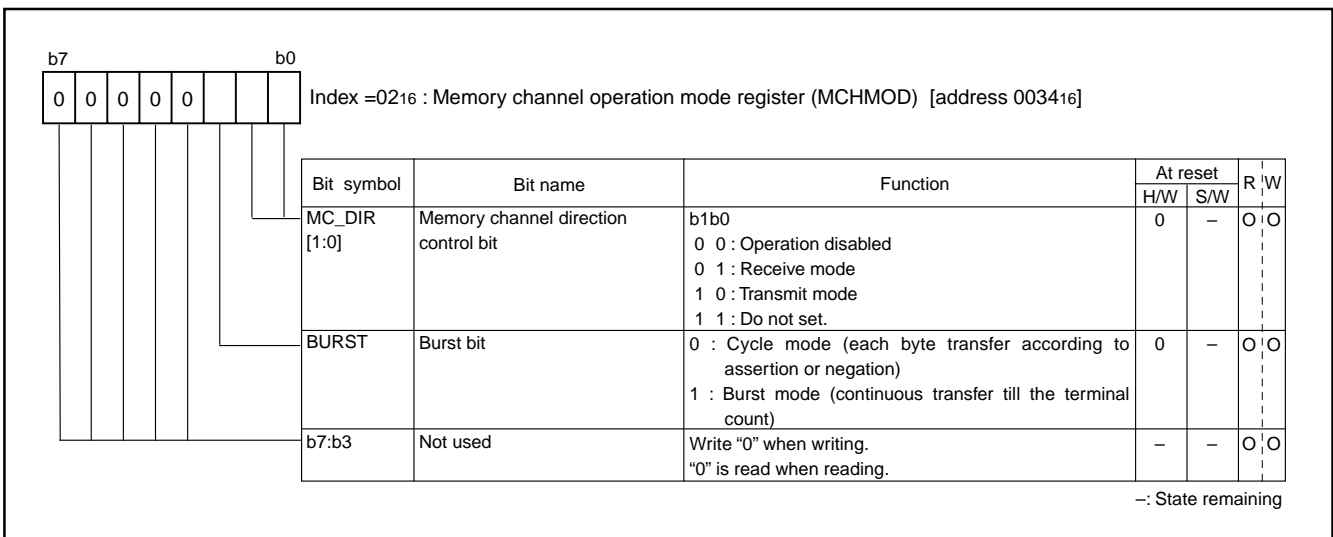 b7 b0
0 0 0 0 0 Index =0216 : Memory channel operation mode register (MCHMOD) [address 003416]
Bit symbol Bit name Function At reset R W
H/W S/W
MC_DIR Memory channel direction b1b0 0 – O O
[1:0] control bit 0 0 : Operation disabled
0 1 : Receive mode
1 0 : Transmit mode
1 1 : Do not set.
BURST Burst bit 0 : Cycle mode (each byte transfer according to 0 – O O
assertion or negation)
1 : Burst mode (continuous transfer till the terminal
count)
b7:b3 Not used Write “0” when writing. – – O O
“0” is read when reading.
–: State remaining